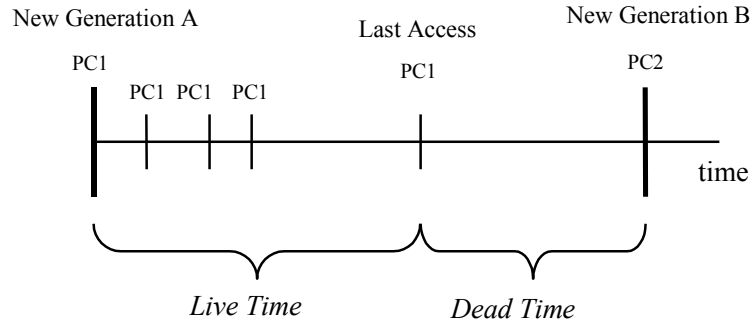 New Generation A
Last Access
New Generation B
PC1
PC1
PC1
PC1
PC1
PC2
time
Live Time
Dead Time